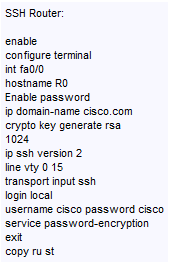 SSH Router:
enable
configure terminal
int fa0/0
hostname R0
Enable password
ip domain-name cisco.com
crypto key generate rsa
1024
ip ssh version 2
line vty 0 15
transport input ssh
login local
username cisco password cisco
service password-encryption
exit
copy ru st